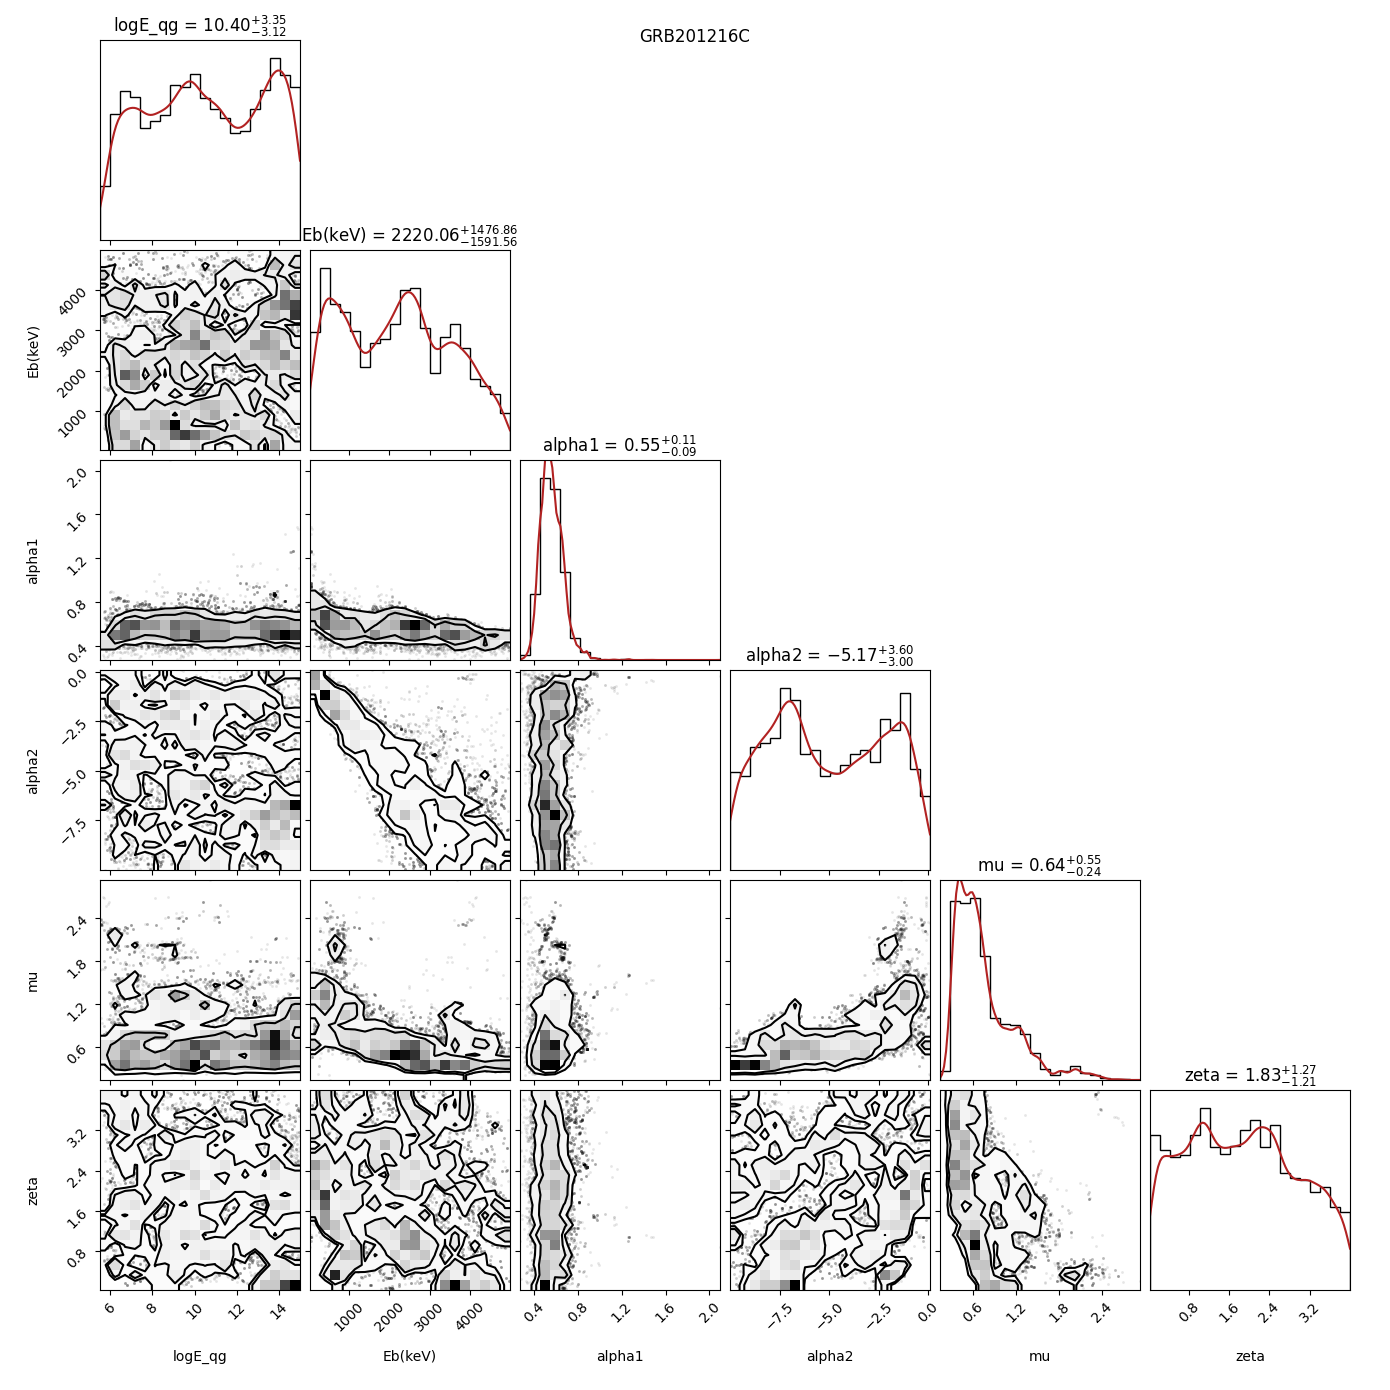 GRB201216C
logE_qg = 10.40+3.35−3.12
Eb(keV) = 2220.06+1476.86−1591.56
alpha1 = 0.55+0.11−0.09
alpha2 = −5.17+3.60−3.00
mu = 0.64+0.55−0.24
zeta = 1.83+1.27−1.21
Eb(keV)
4000
3000
2000
1000
alpha1
2.0
1.6
1.2
0.8
0.4
alpha2
0.0
−2.5
−5.0
−7.5
mu
2.4
1.8
1.2
0.6
zeta
3.2
2.4
1.6
0.8
6 8 10 12 14
1000 2000 3000 4000
0.4 0.8 1.2 1.6 2.0
−7.5 −5.0 −2.5 0.0
0.6 1.2 1.8 2.4
0.8 1.6 2.4 3.2
logE_qg Eb(keV) alpha1 alpha2 mu zeta